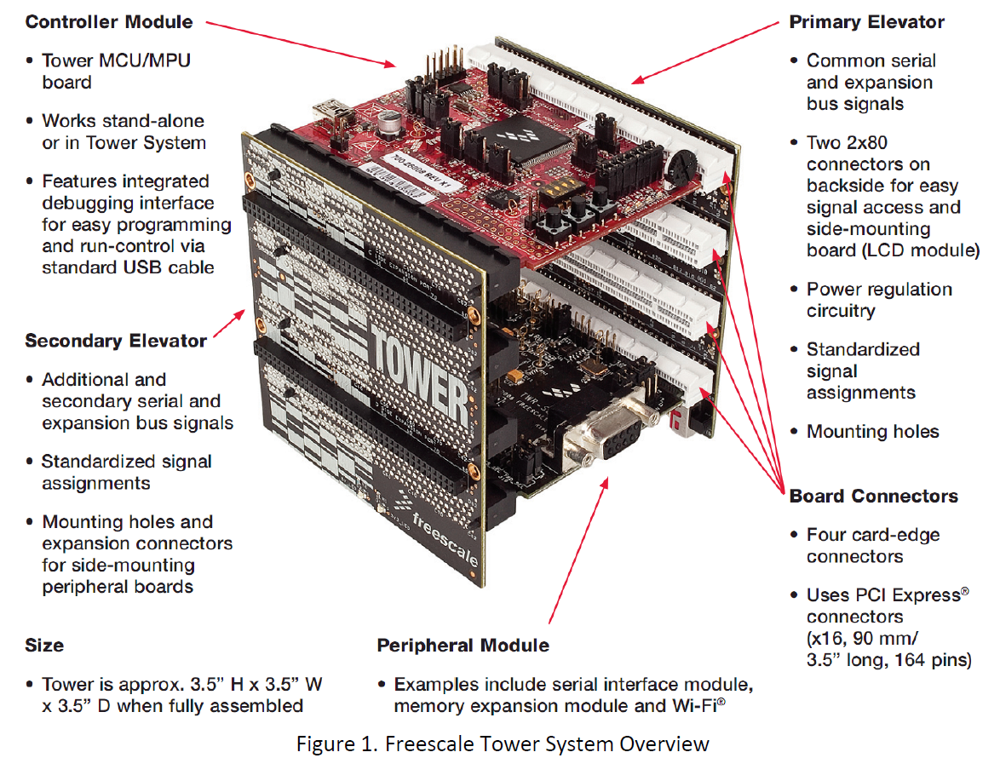 Controller Module
• Tower MCU/MPU
board
• Works stand-alone
or in Tower System
• Features integrated
debugging interface
for easy programming
and run-control via
standard USB cable
Secondary Elevator
• Additional and
secondary serial and
expansion bus signals
• Standardized signal
assignments
• Mounting holes and
expansion connectors
for side-mounting
peripheral boards
Size
• Tower is approx. 3.5” H x 3.5” W
x 3.5” D when fully assembled
700-26008 REV X1
TOWER
freescale
Peripheral Module
• Examples include serial interface module,
memory expansion module and Wi-Fi®
Primary Elevator
• Common serial
and expansion
bus signals
• Two 2x80
connectors on
backside for easy
signal access and
side-mounting
board (LCD module)
• Power regulation
circuitry
• Standardized
signal
assignments
• Mounting holes
Board Connectors
• Four card-edge
connectors
• Uses PCI Express®
connectors
(x16, 90 mm/
3.5” long, 164 pins)
Figure 1. Freescale Tower System Overview